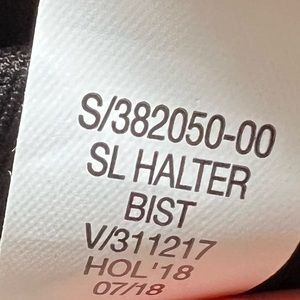 S/382050-00
SL HALTER
BIST
V/311217
HOL'18
07/18